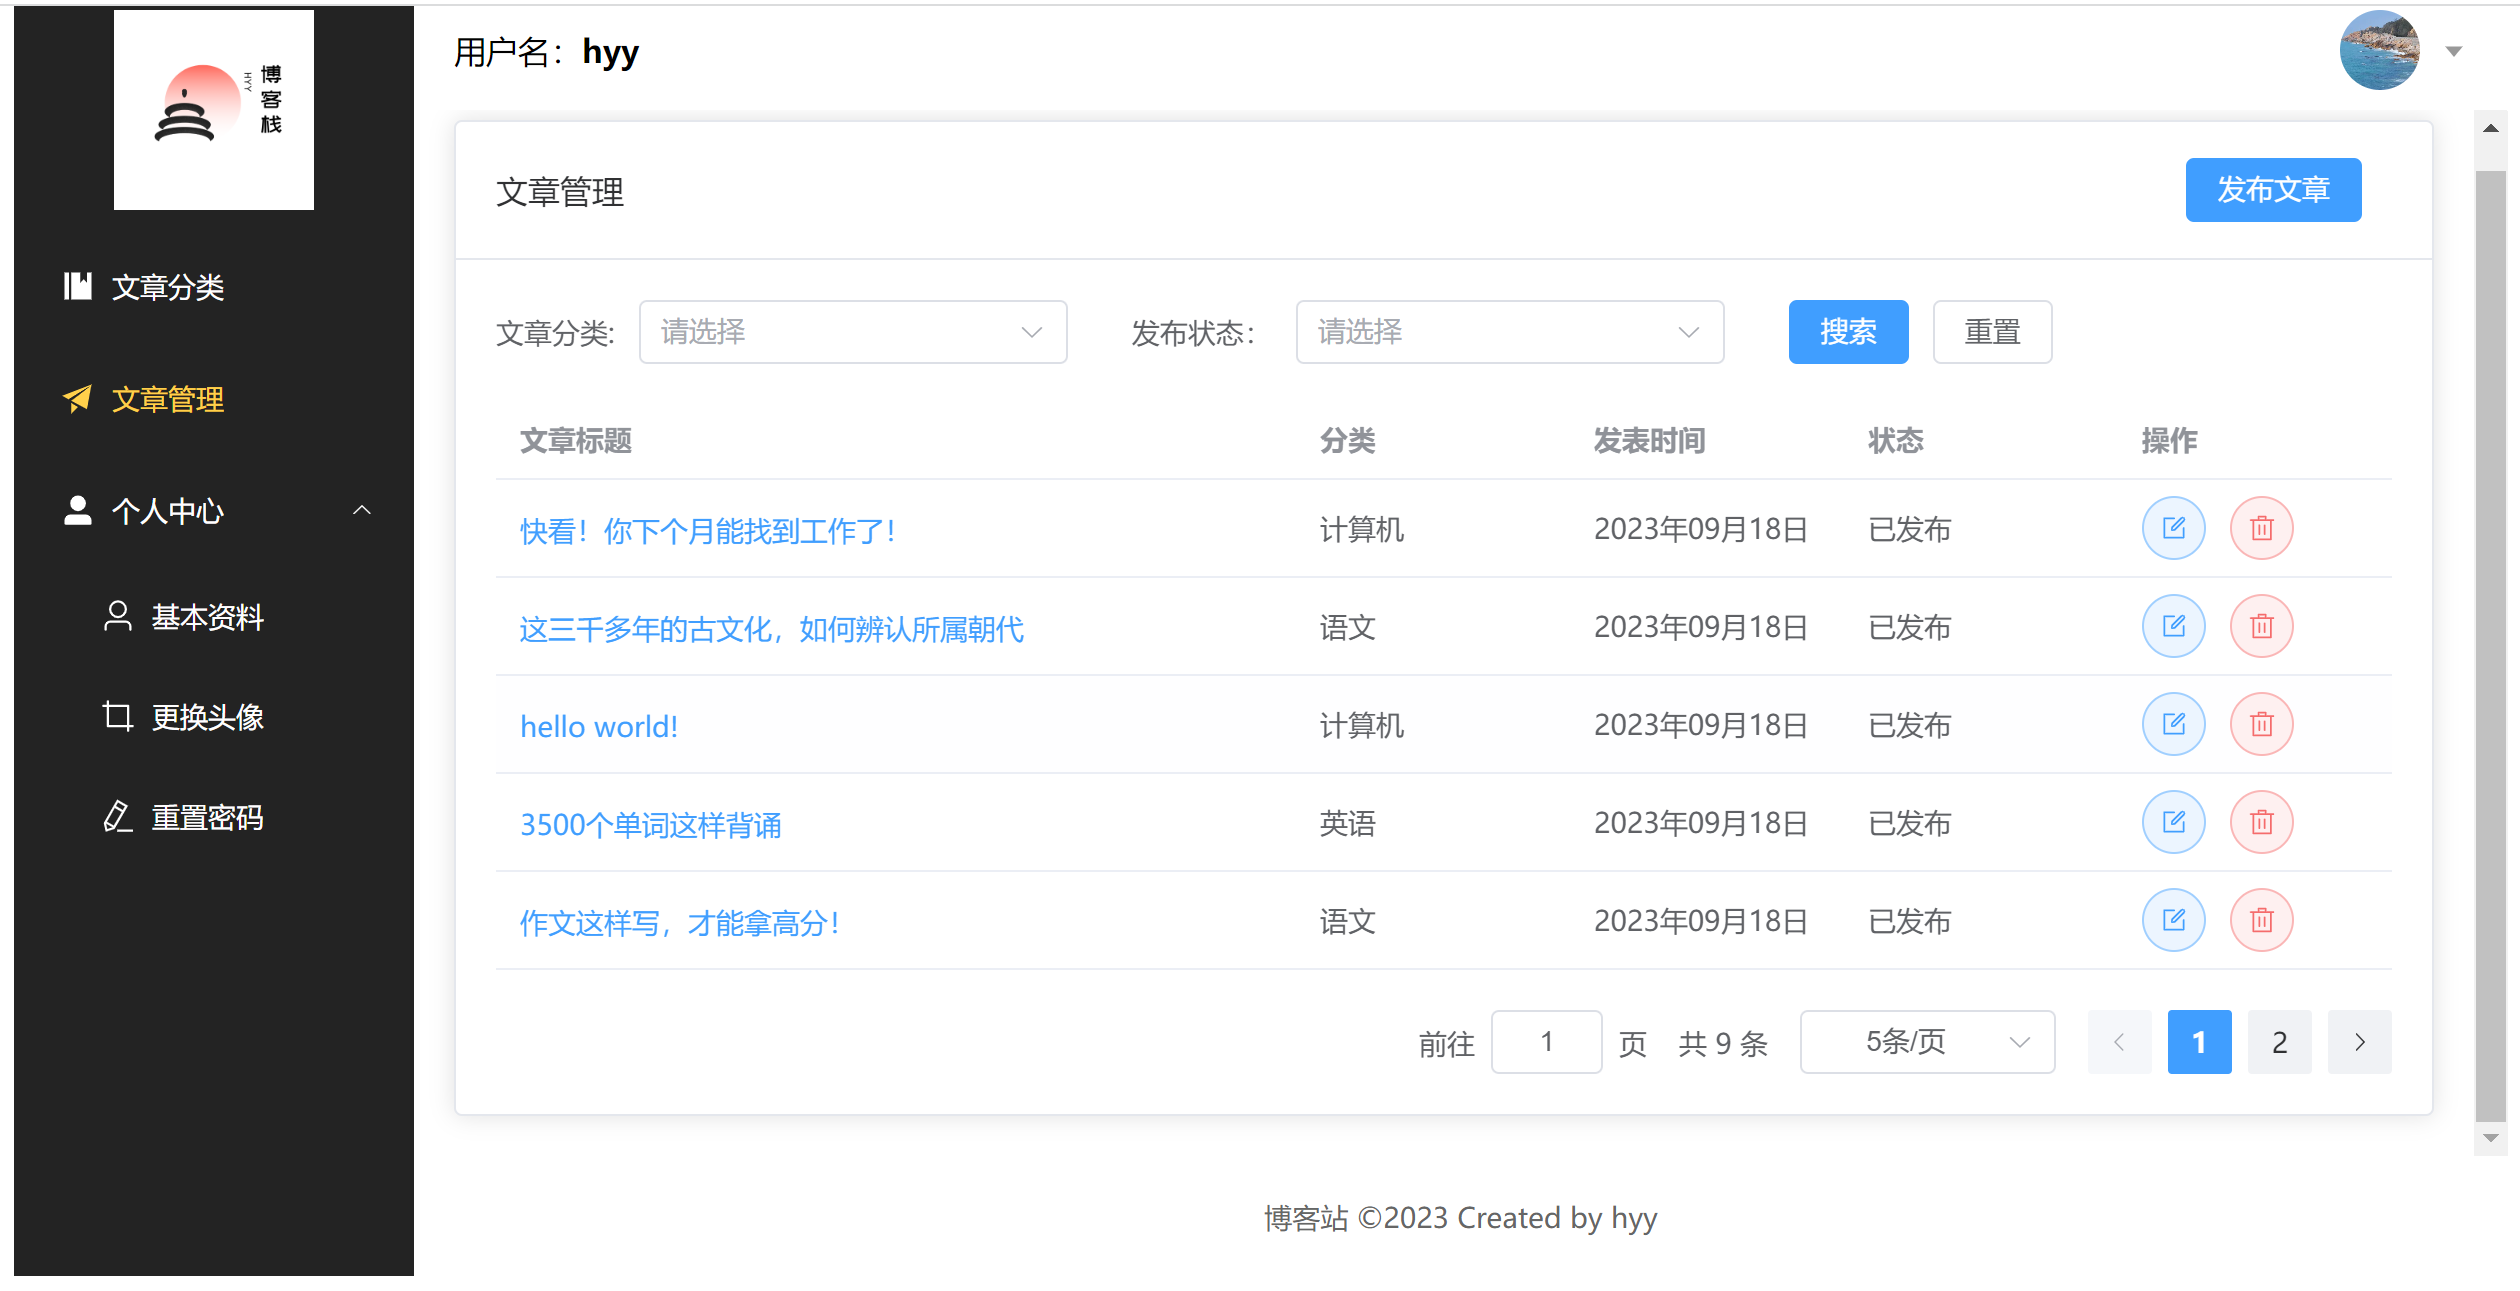 博客栈
HYY
用户名：hyy
文章分类
文章管理
个人中心
基本资料
更换头像
重置密码
文章管理
发布文章
文章分类: 请选择 发布状态： 请选择 搜索 重置
文章标题 分类 发表时间 状态 操作
快看！你下个月能找到工作了！ 计算机 2023年09月18日 已发布
这三千多年的古文化，如何辨认所属朝代 语文 2023年09月18日 已发布
hello world! 计算机 2023年09月18日 已发布
3500个单词这样背诵 英语 2023年09月18日 已发布
作文这样写，才能拿高分！ 语文 2023年09月18日 已发布
前往 1 页 共 9 条 5条/页 1 2
博客站 ©2023 Created by hyy